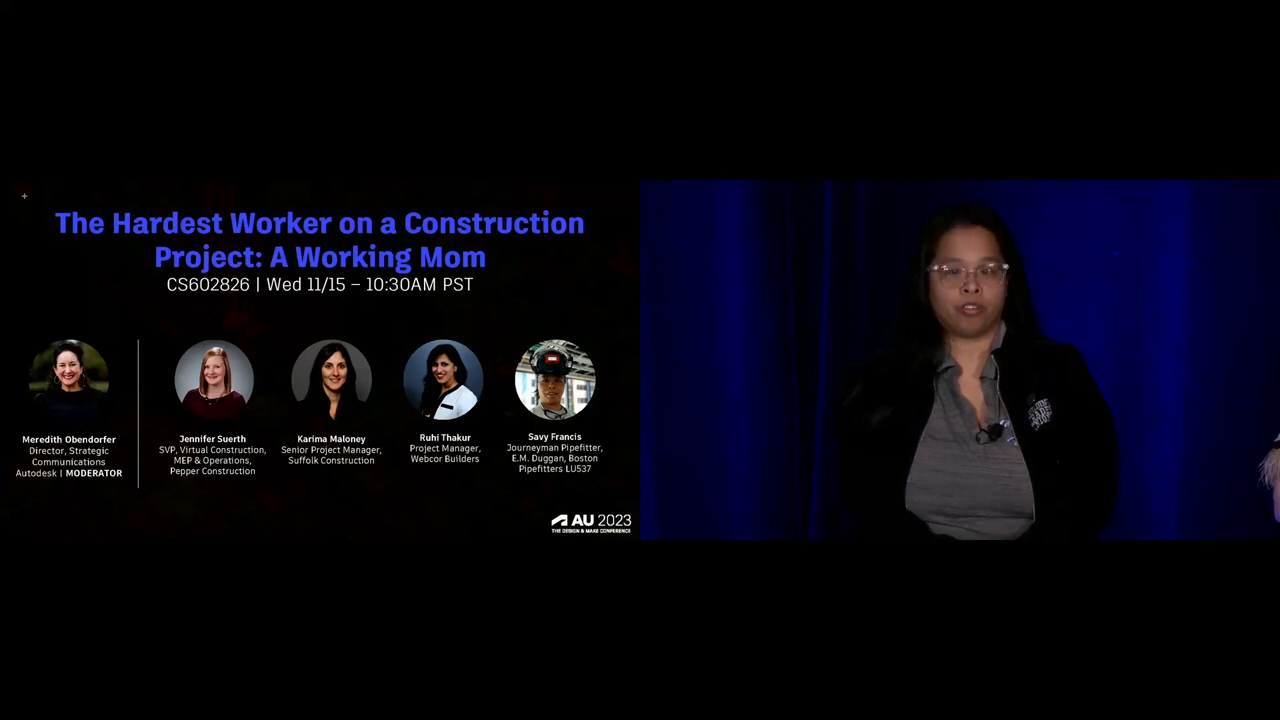 The Hardest Worker on a Construction
Project: A Working Mom
CS602826 | Wed 11/15 – 10:30AM PST
Meredith Obendorfer
Director, Strategic
Communications
Autodesk | MODERATOR
Jennifer Suerth
SVP, Virtual Construction,
MEP & Operations,
Pepper Construction
Karima Maloney
Senior Project Manager,
Suffolk Construction
Ruhi Thakur
Project Manager,
Webcor Builders
Savy Francis
Journeyman Pipefitter,
E.M. Duggan, Boston
Pipefitters LU537
AU 2023
THE DESIGN & MAKE CONFERENCE